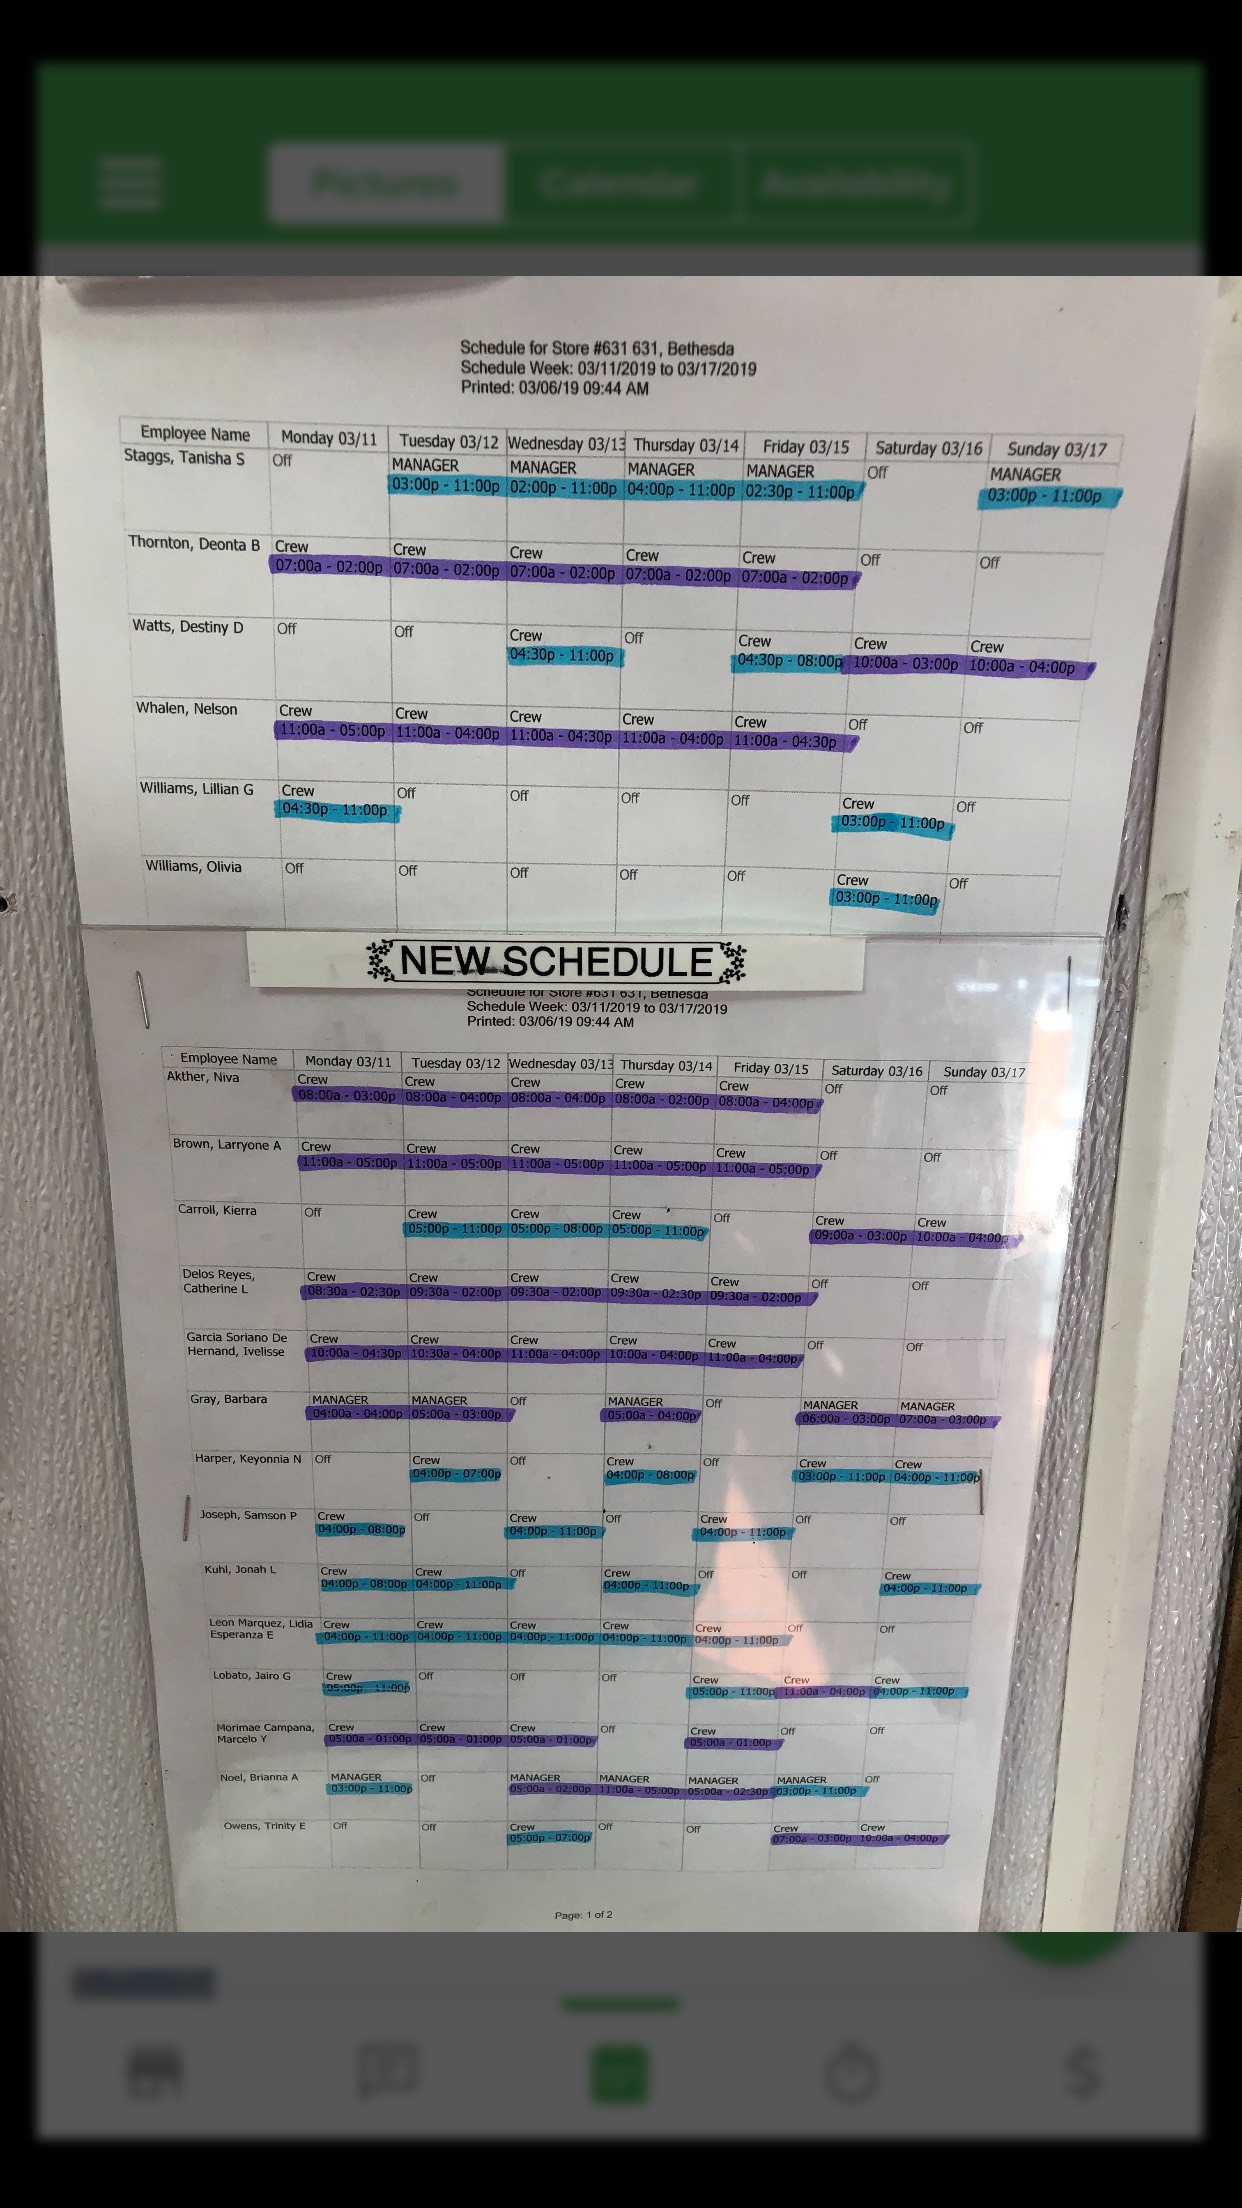 Pictures Calendar Availability
Schedule for Store #631 631, Bethesda
Schedule Week: 03/11/2019 to 03/17/2019
Printed: 03/06/19 09:44 AM
Employee Name Monday 03/11 Tuesday 03/12 Wednesday 03/13 Thursday 03/14 Friday 03/15 Saturday 03/16 Sunday 03/17
Staggs, Tanisha S Off MANAGER MANAGER MANAGER MANAGER Off MANAGER
03:00p - 11:00p 02:00p - 11:00p 04:00p - 11:00p 02:30p - 11:00p 03:00p - 11:00p
Thornton, Deonta B Crew Crew Crew Crew Crew Off Off
07:00a - 02:00p 07:00a - 02:00p 07:00a - 02:00p 07:00a - 02:00p 07:00a - 02:00p
Watts, Destiny D Off Off Crew Off Crew Crew Crew
04:30p - 11:00p 04:30p - 08:00p 10:00a - 03:00p 10:00a - 04:00p
Whalen, Nelson Crew Crew Crew Crew Crew Off Off
11:00a - 05:00p 11:00a - 04:00p 11:00a - 04:30p 11:00a - 04:00p 11:00a - 04:30p
Williams, Lillian G Crew Off Off Off Off Crew Off
04:30p - 11:00p 03:00p - 11:00p
Williams, Olivia Off Off Off Off Off Crew Off
03:00p - 11:00p
NEW SCHEDULE
Schedule for Store #631 631, Bethesda
Schedule Week: 03/11/2019 to 03/17/2019
Printed: 03/06/19 09:44 AM
Employee Name Monday 03/11 Tuesday 03/12 Wednesday 03/13 Thursday 03/14 Friday 03/15 Saturday 03/16 Sunday 03/17
Akther, Niva Crew Crew Crew Crew Crew Off Off
08:00a - 03:00p 08:00a - 04:00p 08:00a - 04:00p 08:00a - 02:00p 08:00a - 04:00p
Brown, Larryone A Crew Crew Crew Crew Crew Off Off
11:00a - 05:00p 11:00a - 05:00p 11:00a - 05:00p 11:00a - 05:00p 11:00a - 05:00p
Carroll, Kierra Off Crew Crew Crew Off Crew Crew
05:00p - 11:00p 05:00p - 08:00p 05:00p - 11:00p 09:00a - 03:00p 10:00a - 04:00p
Delos Reyes, Crew Crew Crew Crew Crew Off Off
Catherine L 08:30a - 02:30p 09:30a - 02:00p 09:30a - 02:00p 09:30a - 02:30p 09:30a - 02:00p
Garcia Soriano De Crew Crew Crew Crew Crew Off Off
Hernand, Ivelisse 10:00a - 04:30p 10:30a - 04:00p 11:00a - 04:00p 10:00a - 04:00p 11:00a - 04:00p
Gray, Barbara MANAGER MANAGER Off MANAGER Off MANAGER MANAGER
04:00a - 04:00p 05:00a - 03:00p 05:00a - 04:00p 06:00a - 03:00p 07:00a - 03:00p
Harper, Keyonnia N Off Crew Off Crew Off Crew Crew
04:00p - 07:00p 04:00p - 08:00p 03:00p - 11:00p 04:00p - 11:00p
Joseph, Samson P Crew Off Crew Off Crew Off Off
04:00p - 08:00p 04:00p - 11:00p 04:00p - 11:00p
Kuhl, Jonah L Crew Crew Off Crew Off Off Crew
04:00p - 08:00p 04:00p - 11:00p 04:00p - 11:00p 04:00p - 11:00p
Leon Marquez, Lidia Crew Crew Crew Crew Crew Off Off
Esperanza E 04:00p - 11:00p 04:00p - 11:00p 04:00p - 11:00p 04:00p - 11:00p 04:00p - 11:00p
Lobato, Jairo G Crew Off Off Off Crew Crew Crew
05:00p - 11:00p 05:00p - 11:00p 11:00a - 04:00p 04:00p - 11:00p
Morimae Campana, Crew Crew Crew Off Crew Off Off
Marcelo Y 05:00a - 01:00p 05:00a - 01:00p 05:00a - 01:00p 05:00a - 01:00p
Noel, Brianna A MANAGER Off MANAGER MANAGER MANAGER MANAGER Off
03:00p - 11:00p 05:00a - 02:00p 11:00a - 05:00p 05:00a - 02:30p 03:00p - 11:00p
Owens, Trinity E Off Off Crew Off Off Crew Crew
05:00p - 07:00p 07:00a - 03:00p 10:00a - 04:00p
Page: 1 of 2
$